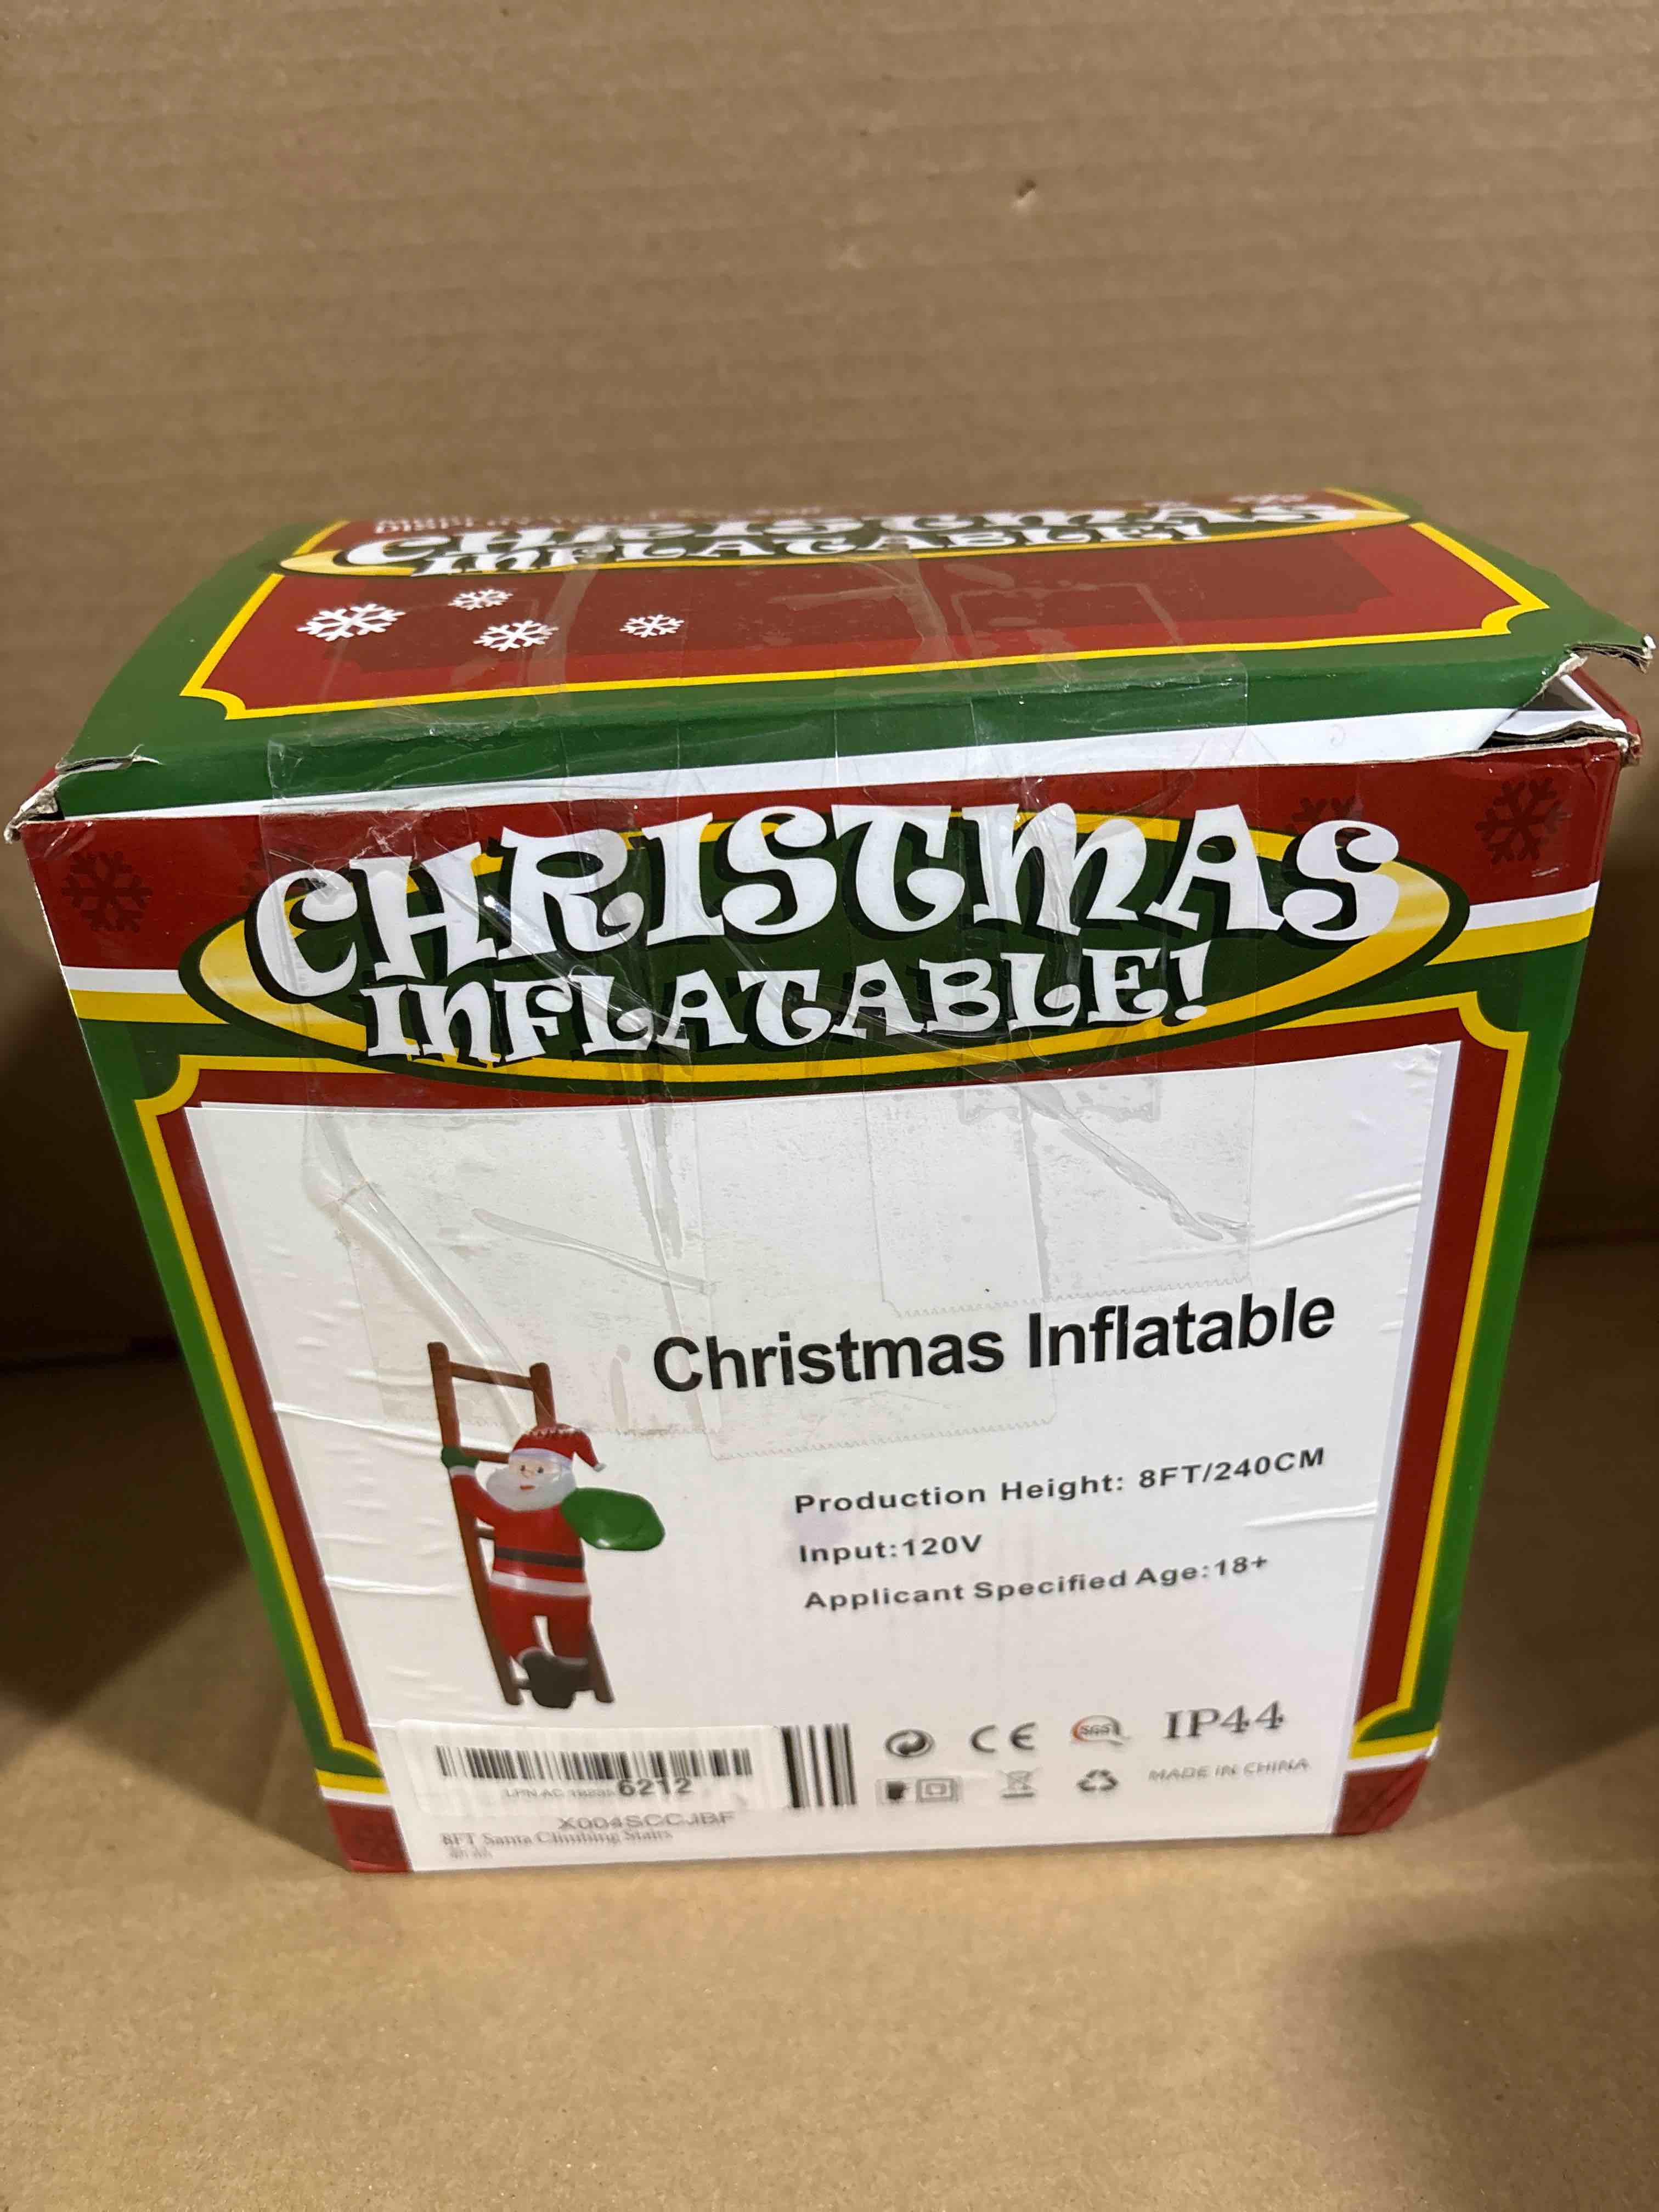 CHRISTMAS
INFLATABLE!
CHRISTMAS
INFLATABLE!
Christmas Inflatable
Production Height: 8FT/240CM
Input:120V
Applicant Specified Age:18+
CE
SGS
IP44
MADE IN CHINA
6212
X004SCCJBF
8FT Santa Climbing Stairs